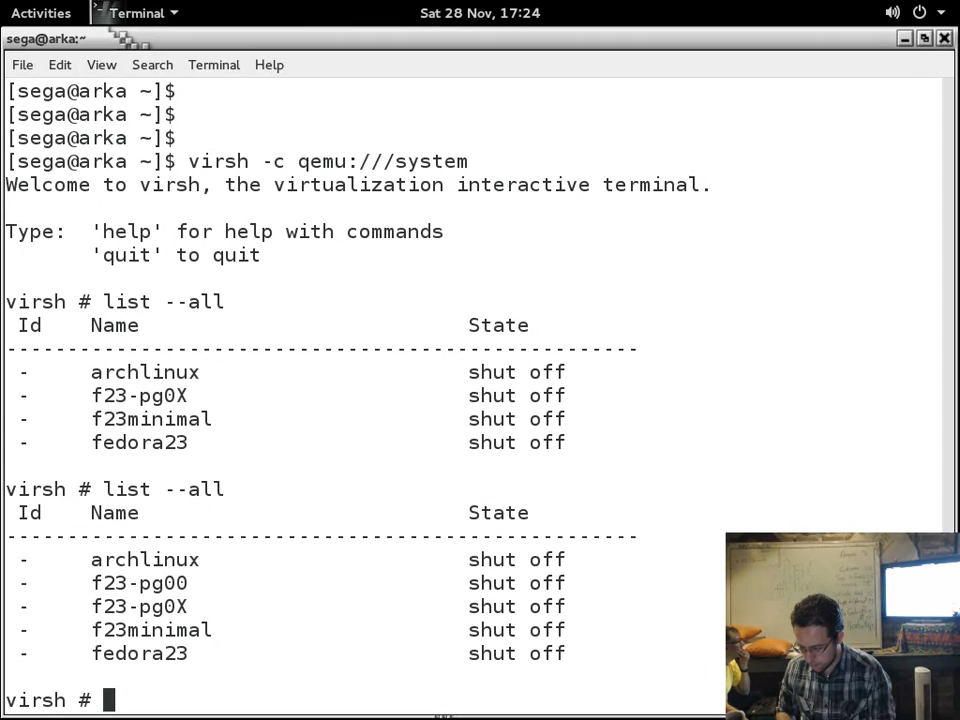 Activities
Terminal
Sat 28 Nov, 17:24
sega@arka:~
File Edit View Search Terminal Help
[sega@arka ~]$
[sega@arka ~]$
[sega@arka ~]$
[sega@arka ~]$ virsh -c qemu:///system
Welcome to virsh, the virtualization interactive terminal.
Type:  'help' for help with commands
'quit' to quit
virsh # list --all
Id    Name                           State
----------------------------------------------------
-     archlinux                      shut off
-     f23-pg0X                       shut off
-     f23minimal                     shut off
-     fedora23                       shut off
virsh # list --all
Id    Name                           State
----------------------------------------------------
-     archlinux                      shut off
-     f23-pg00                       shut off
-     f23-pg0X                       shut off
-     f23minimal                     shut off
-     fedora23                       shut off
virsh #